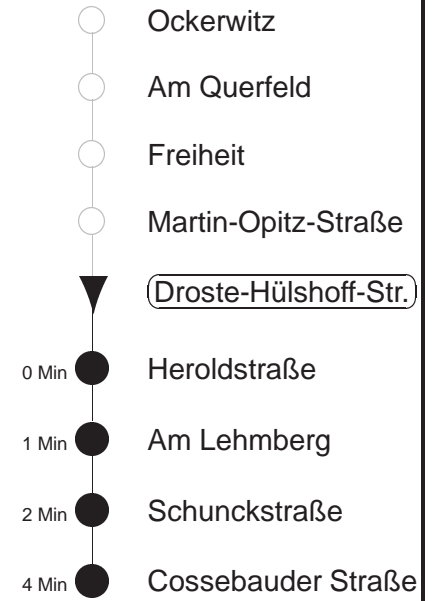 Ockerwitz
Am Querfeld
Freiheit
Martin-Opitz-Straße
Droste-Hülshoff-Str.
0 Min Heroldstraße
1 Min Am Lehmberg
2 Min Schunckstraße
4 Min Cossebauder Straße